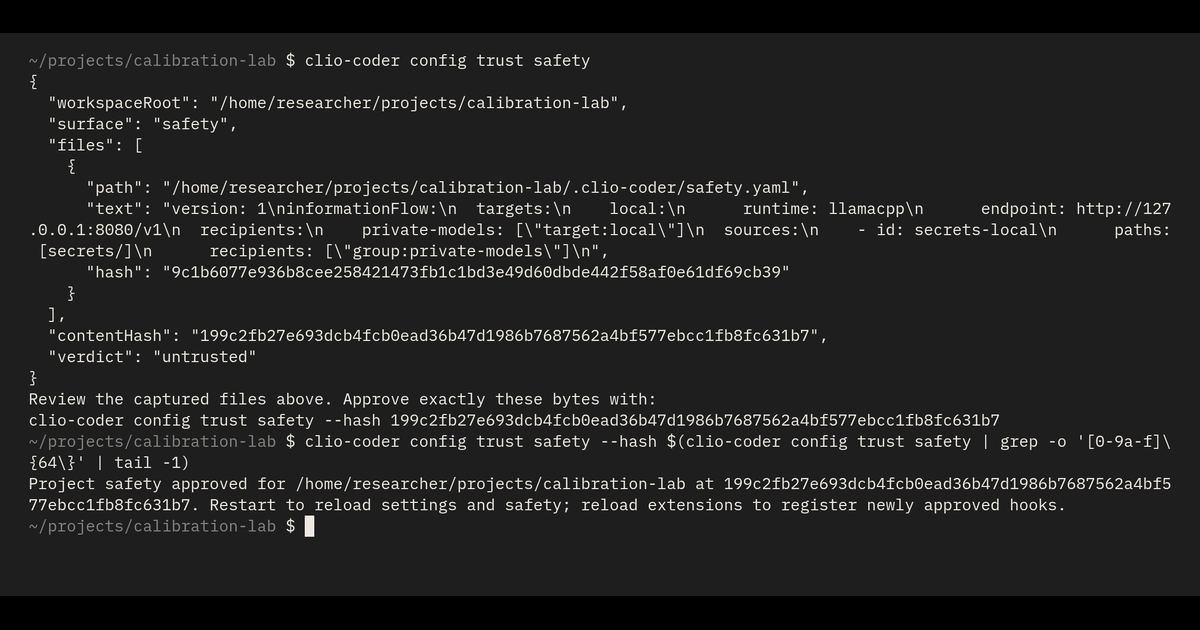 ~/projects/calibration-lab $ clio-coder config trust safety
{
  "workspaceRoot": "/home/researcher/projects/calibration-lab",
  "surface": "safety",
  "files": [
    {
      "path": "/home/researcher/projects/calibration-lab/.clio-coder/safety.yaml",
      "text": "version: 1\ninformationFlow:\n  targets:\n    local:\n      runtime: llamacpp\n      endpoint: http://127
.0.0.1:8080/v1\n  recipients:\n    private-models: [\"target:local\"]\n  sources:\n    - id: secrets-local\n      paths:
 [secrets/]\n      recipients: [\"group:private-models\"]\n",
      "hash": "9c1b6077e936b8cee258421473fb1c1bd3e49d60dbde442f58af0e61df69cb39"
    }
  ],
  "contentHash": "199c2fb27e693dcb4fcb0ead36b47d1986b7687562a4bf577ebcc1fb8fc631b7",
  "verdict": "untrusted"
}
Review the captured files above. Approve exactly these bytes with:
clio-coder config trust safety --hash 199c2fb27e693dcb4fcb0ead36b47d1986b7687562a4bf577ebcc1fb8fc631b7
~/projects/calibration-lab $ clio-coder config trust safety --hash $(clio-coder config trust safety | grep -o '[0-9a-f]\
{64\}' | tail -1)
Project safety approved for /home/researcher/projects/calibration-lab at 199c2fb27e693dcb4fcb0ead36b47d1986b7687562a4bf5
77ebcc1fb8fc631b7. Restart to reload settings and safety; reload extensions to register newly approved hooks.
~/projects/calibration-lab $